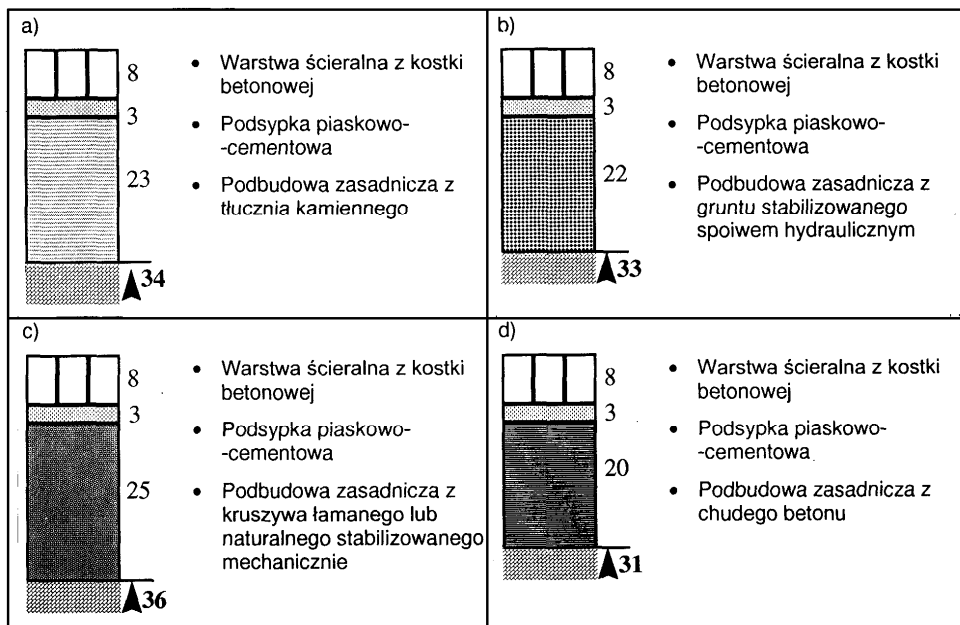 a)
8
3
23
34
• Warstwa ścieralna z kostki
betonowej
• Podsypka piaskowo-
-cementowa
• Podbudowa zasadnicza z
tłucznia kamiennego
b)
8
3
22
33
• Warstwa ścieralna z kostki
betonowej
• Podsypka piaskowo-
-cementowa
• Podbudowa zasadnicza z
gruntu stabilizowanego
spoiwem hydraulicznym
c)
8
3
25
36
• Warstwa ścieralna z kostki
betonowej
• Podsypka piaskowo-
-cementowa
• Podbudowa zasadnicza z
kruszywa łamanego lub
naturalnego stabilizowanego
mechanicznie
d)
8
3
20
31
• Warstwa ścieralna z kostki
betonowej
• Podsypka piaskowo-
-cementowa
• Podbudowa zasadnicza z
chudego betonu